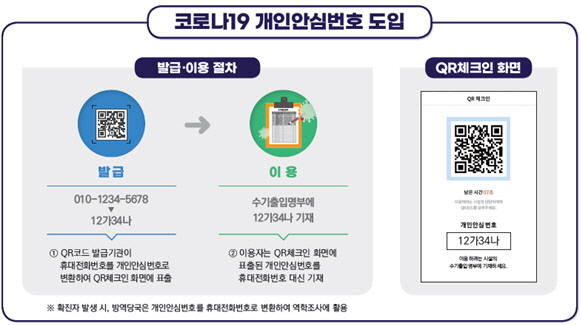 코로나19 개인안심번호 도입
발급·이용 절차
발급
010-1234-5678
12가34나
① QR코드 발급기관이
휴대전화번호를 개인안심번호로
변환하여 QR체크인 화면에 표출
이용
수기출입명부에
12가34나 기재
② 이용자는 QR체크인 화면에
표출된 개인안심번호를
휴대전화번호 대신 기재
QR체크인 화면
QR 체크인
남은 시간
개인안심번호
12가34나
이용 하려는 시설의
수기출입 명부에 기재하세요.
※ 확진자 발생 시, 방역당국은 개인안심번호를 휴대전화번호로 변환하여 역학조사에 활용